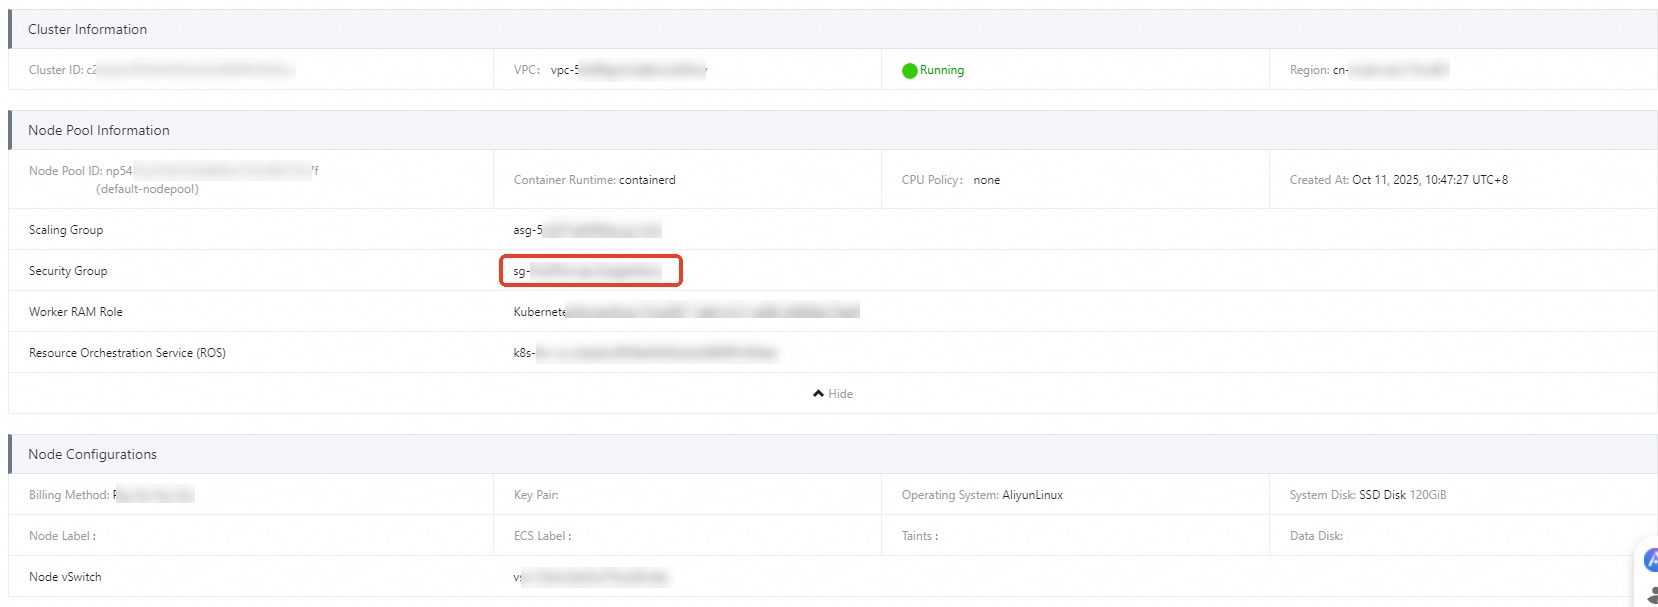 Cluster Information
Cluster ID: c2
VPC: vpc-5
Running
Region: cn-
Node Pool Information
Node Pool ID: np54 'f
(default-nodepool)
Container Runtime: containerd
CPU Policy: none
Created At: Oct 11, 2025, 10:47:27 UTC+8
Scaling Group asg-5
Security Group sg-
Worker RAM Role Kubernete
Resource Orchestration Service (ROS) k8s-
Hide
Node Configurations
Billing Method:
Key Pair:
Operating System: AliyunLinux
System Disk: SSD Disk 120GiB
Node Label :
ECS Label :
Taints :
Data Disk:
Node vSwitch vs